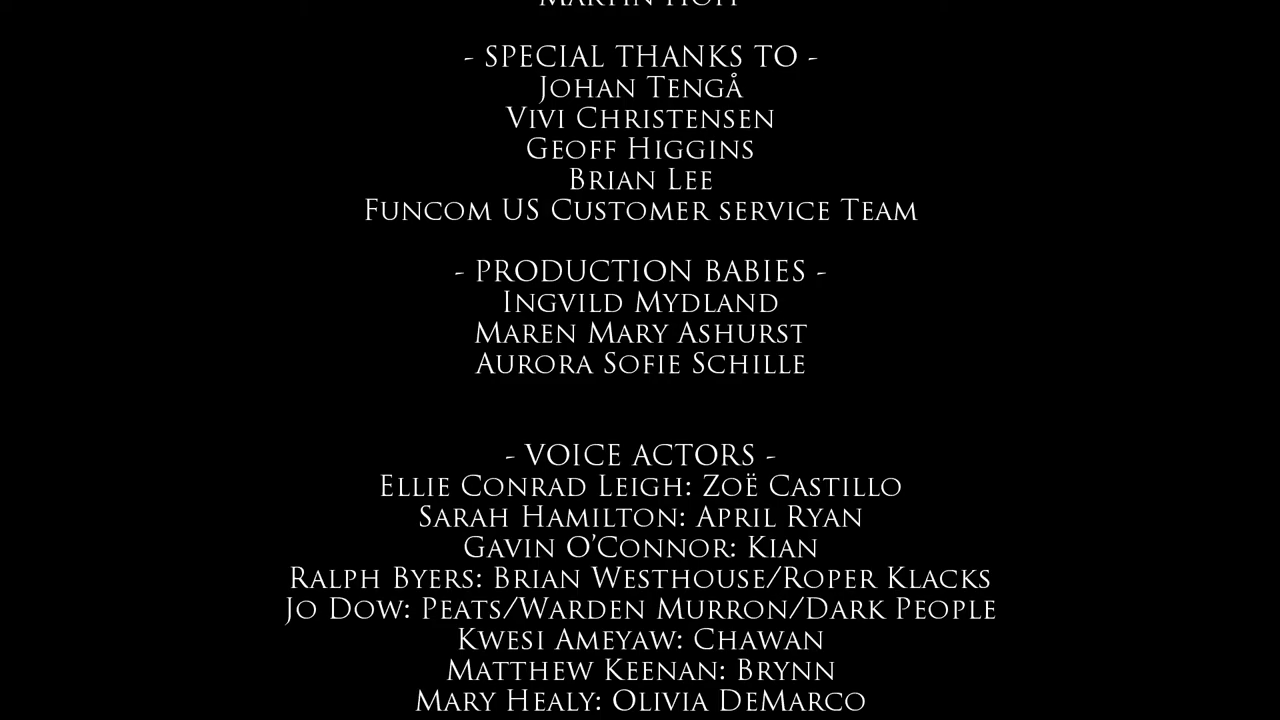 - SPECIAL THANKS TO -
Johan Tengå
Vivi Christensen
Geoff Higgins
Brian Lee
Funcom US Customer service Team
- PRODUCTION BABIES -
Ingvild Mydland
Maren Mary Ashurst
Aurora Sofie Schille
- VOICE ACTORS -
Ellie Conrad Leigh: Zoë Castillo
Sarah Hamilton: April Ryan
Gavin O’Connor: Kian
Ralph Byers: Brian Westhouse/Roper Klacks
Jo Dow: Peats/Warden Murron/Dark People
Kwesi Ameyaw: Chawan
Matthew Keenan: Brynn
Mary Healy: Olivia DeMarco